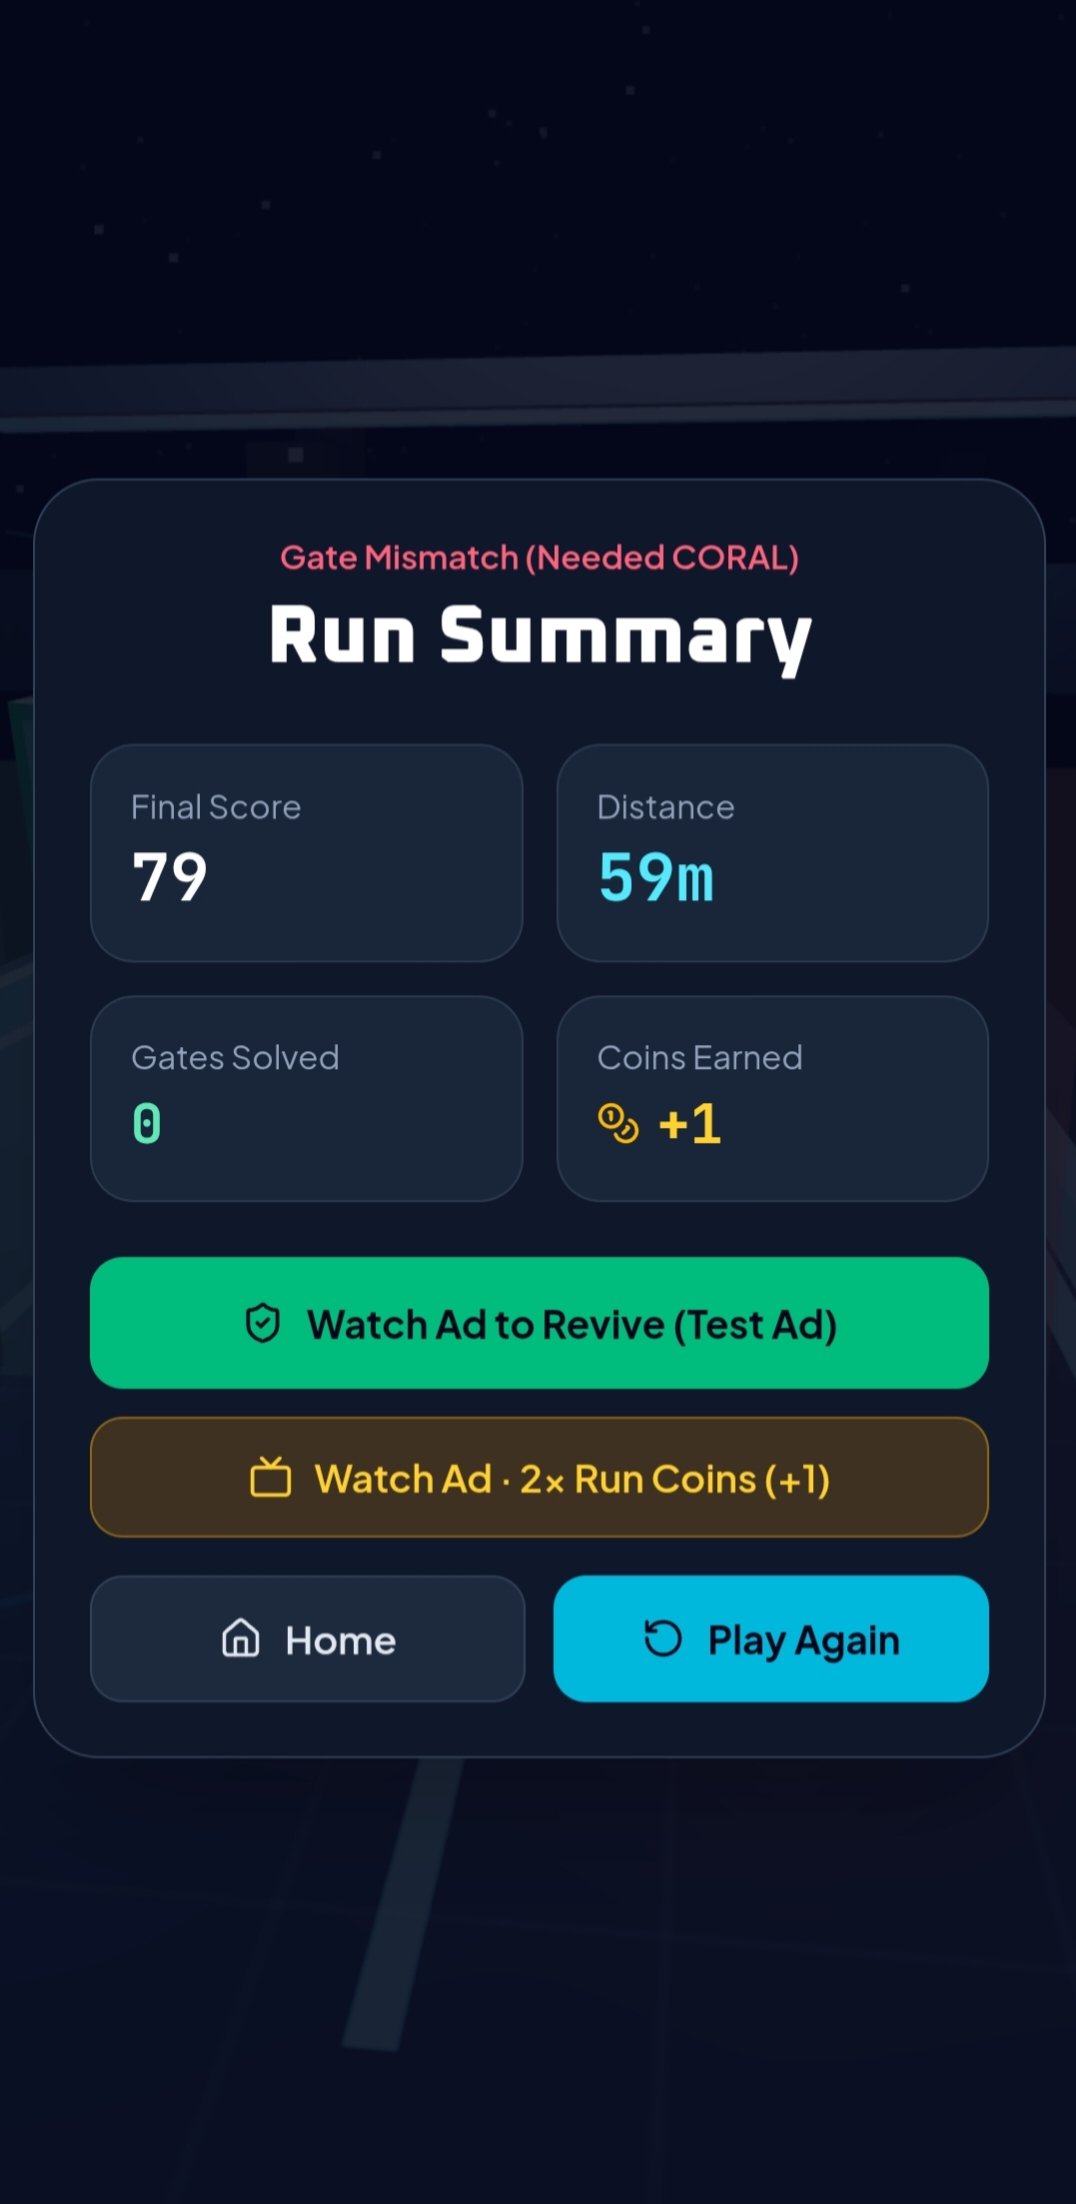 Gate Mismatch (Needed CORAL)
Run Summary
Final Score
79
Distance
59m
Gates Solved
0
Coins Earned
+1
Watch Ad to Revive (Test Ad)
Watch Ad · 2× Run Coins (+1)
Home
Play Again